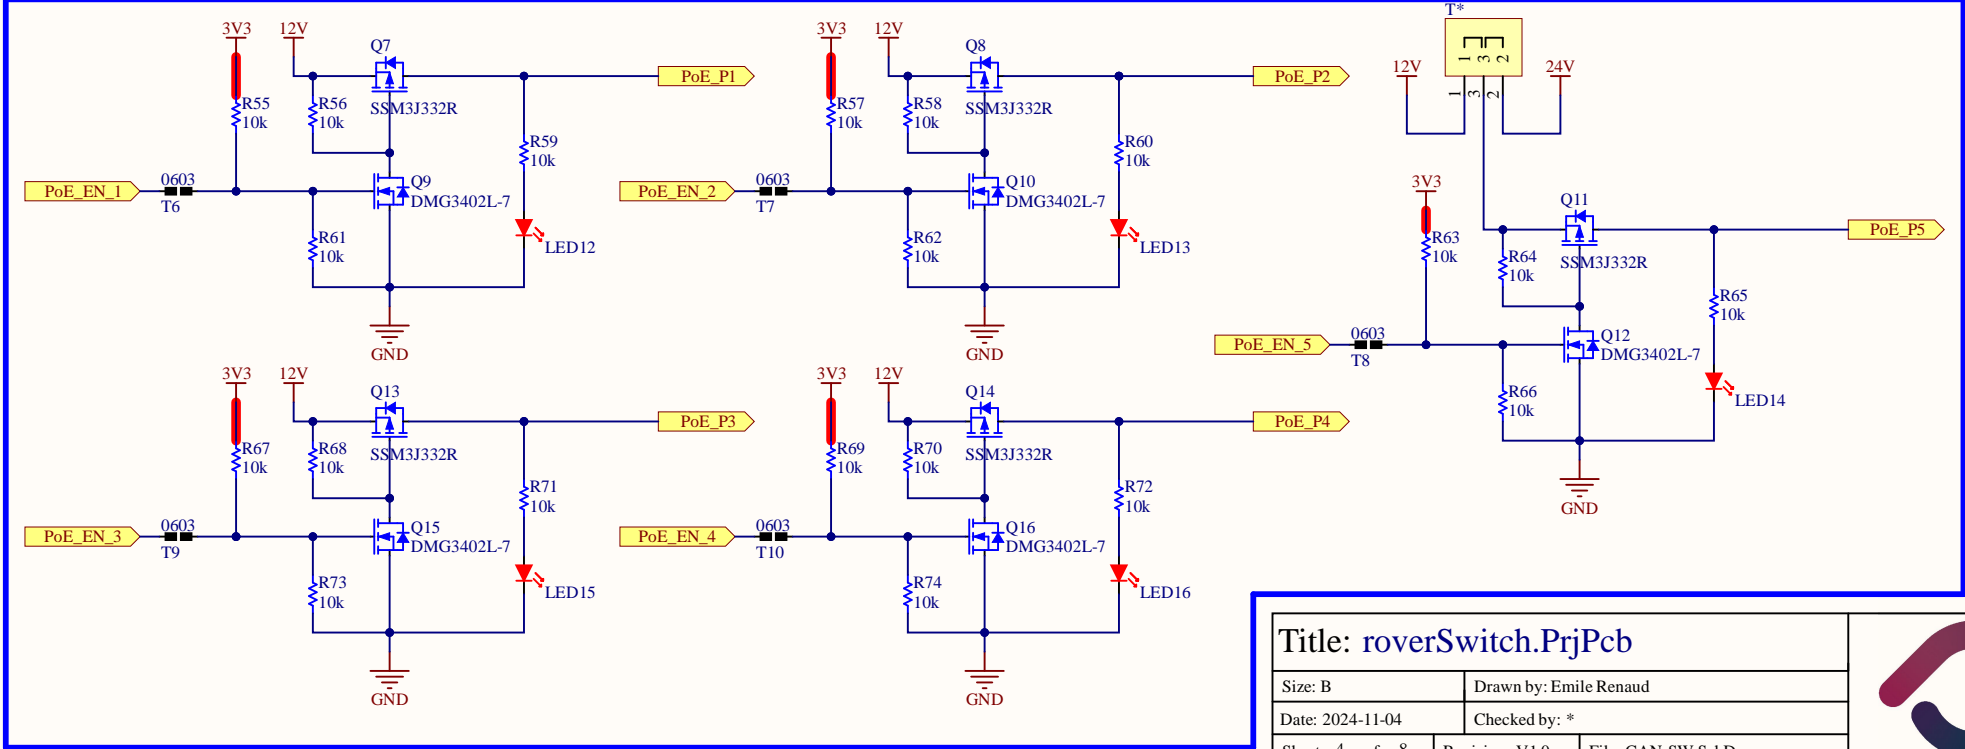 3V3
12V
Q7
SSM3J332R
PoE_P1
R55
10k
R56
10k
R59
10k
PoE_EN_1
0603
T6
Q9
DMG3402L-7
R61
10k
LED12
GND
3V3
12V
Q8
SSM3J332R
PoE_P2
R57
10k
R58
10k
R60
10k
PoE_EN_2
0603
T7
Q10
DMG3402L-7
R62
10k
LED13
GND
T*
1
3
2
12V
24V
1
3
2
3V3
Q11
SSM3J332R
PoE_P5
R63
10k
R64
10k
R65
10k
PoE_EN_5
0603
T8
Q12
DMG3402L-7
R66
10k
LED14
GND
3V3
12V
Q13
SSM3J332R
PoE_P3
R67
10k
R68
10k
R71
10k
PoE_EN_3
0603
T9
Q15
DMG3402L-7
R73
10k
LED15
GND
3V3
12V
Q14
SSM3J332R
PoE_P4
R69
10k
R70
10k
R72
10k
PoE_EN_4
0603
T10
Q16
DMG3402L-7
R74
10k
LED16
GND
Title: roverSwitch.PrjPcb
Size: B
Drawn by: Emile Renaud
Date: 2024-11-04
Checked by: *